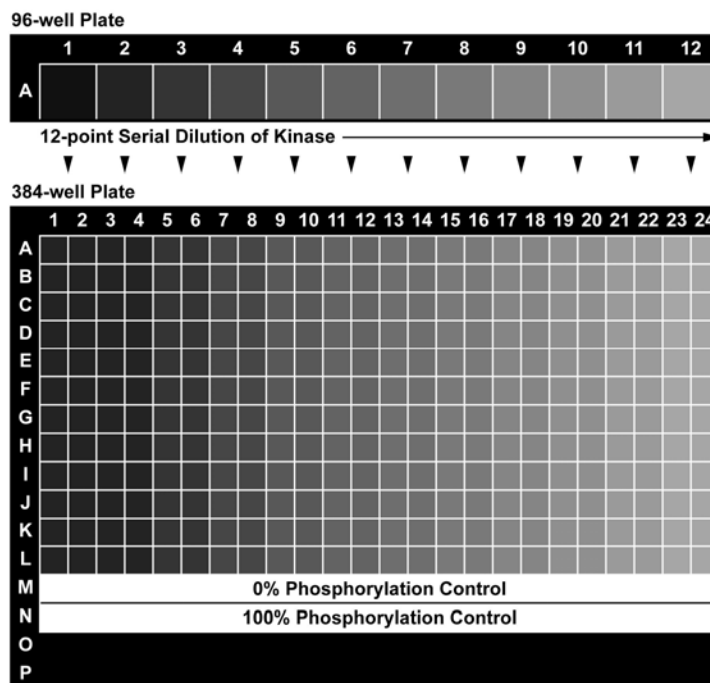 96-well Plate
1 2 3 4 5 6 7 8 9 10 11 12
A
12-point Serial Dilution of Kinase
384-well Plate
1 2 3 4 5 6 7 8 9 10 11 12 13 14 15 16 17 18 19 20 21 22 23 24
A
B
C
D
E
F
G
H
I
J
K
L
M 0% Phosphorylation Control
N 100% Phosphorylation Control
O
P